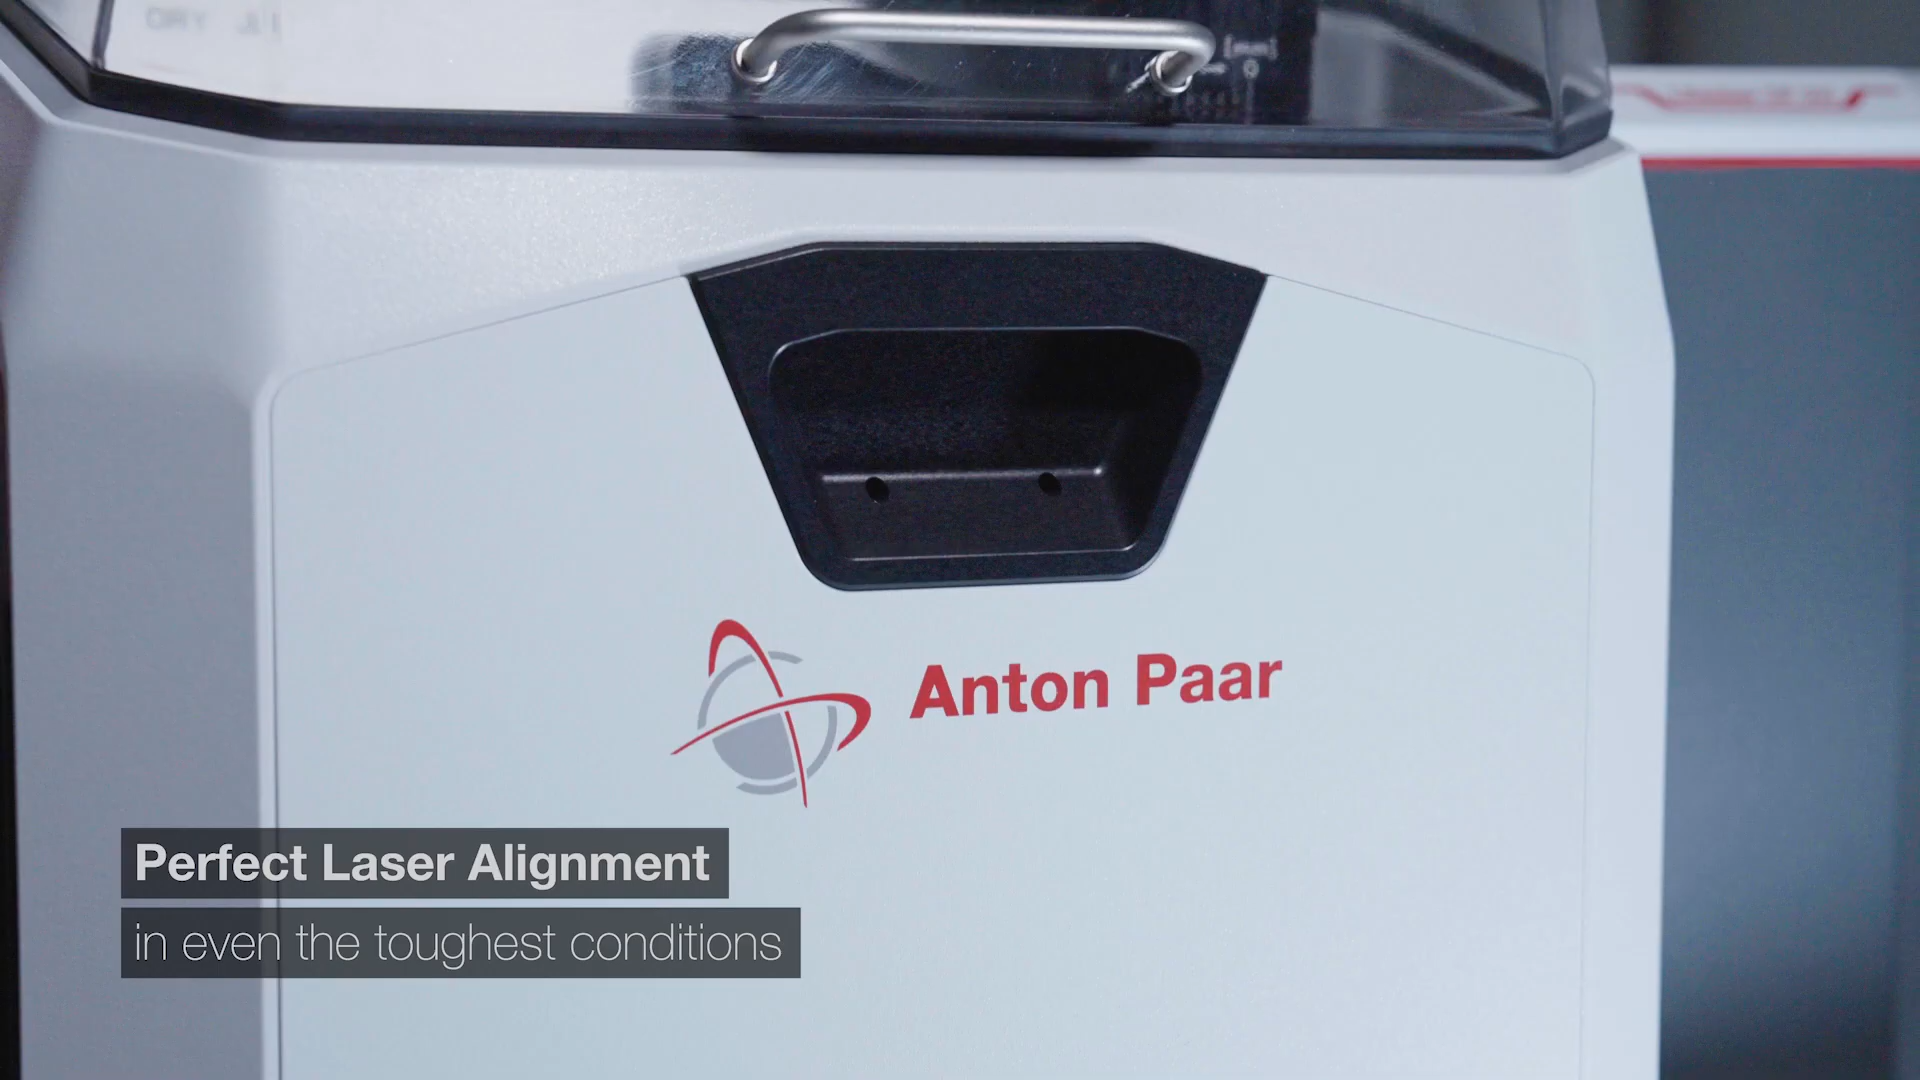 Anton Paar
Perfect Laser Alignment
in even the toughest conditions